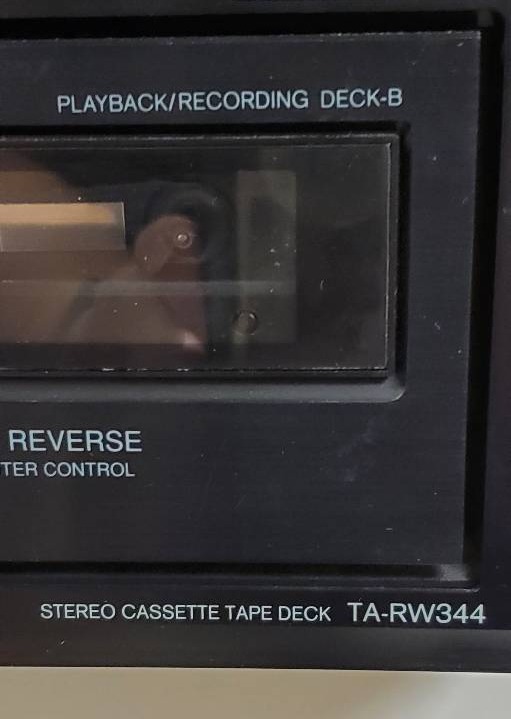 PLAYBACK/RECORDING DECK-B
REVERSE
TER CONTROL
STEREO CASSETTE TAPE DECK TA-RW344